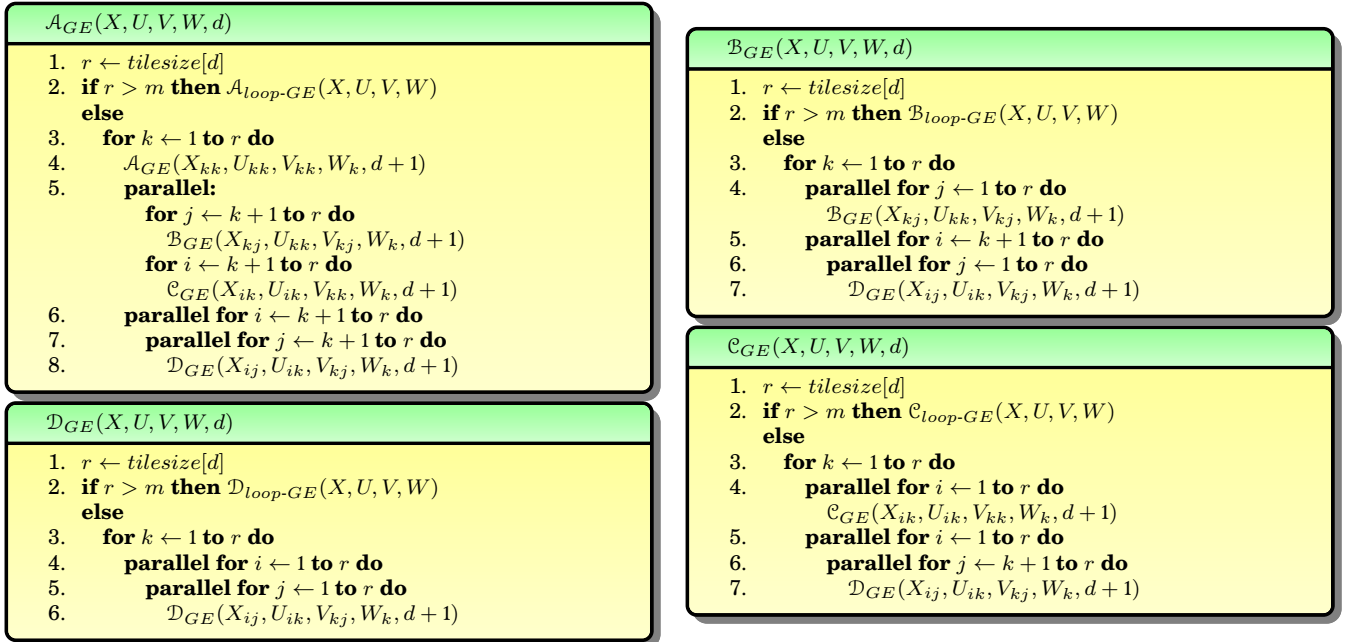 𝒜_GE(X, U, V, W, d)
1. r ← tilesize[d]
2. if r > m then 𝒜_loop-GE(X, U, V, W)
else
3. for k ← 1 to r do
4. 𝒜_GE(X_kk, U_kk, V_kk, W_k, d + 1)
5. parallel:
for j ← k + 1 to r do
ℬ_GE(X_kj, U_kk, V_kj, W_k, d + 1)
for i ← k + 1 to r do
𝒞_GE(X_ik, U_ik, V_kk, W_k, d + 1)
6. parallel for i ← k + 1 to r do
7. parallel for j ← k + 1 to r do
8. 𝒟_GE(X_ij, U_ik, V_kj, W_k, d + 1)
𝒟_GE(X, U, V, W, d)
1. r ← tilesize[d]
2. if r > m then 𝒟_loop-GE(X, U, V, W)
else
3. for k ← 1 to r do
4. parallel for i ← 1 to r do
5. parallel for j ← 1 to r do
6. 𝒟_GE(X_ij, U_ik, V_kj, W_k, d + 1)
ℬ_GE(X, U, V, W, d)
1. r ← tilesize[d]
2. if r > m then ℬ_loop-GE(X, U, V, W)
else
3. for k ← 1 to r do
4. parallel for j ← 1 to r do
ℬ_GE(X_kj, U_kk, V_kj, W_k, d + 1)
5. parallel for i ← k + 1 to r do
6. parallel for j ← 1 to r do
7. 𝒟_GE(X_ij, U_ik, V_kj, W_k, d + 1)
𝒞_GE(X, U, V, W, d)
1. r ← tilesize[d]
2. if r > m then 𝒞_loop-GE(X, U, V, W)
else
3. for k ← 1 to r do
4. parallel for i ← 1 to r do
𝒞_GE(X_ik, U_ik, V_kk, W_k, d + 1)
5. parallel for i ← 1 to r do
6. parallel for j ← k + 1 to r do
7. 𝒟_GE(X_ij, U_ik, V_kj, W_k, d + 1)